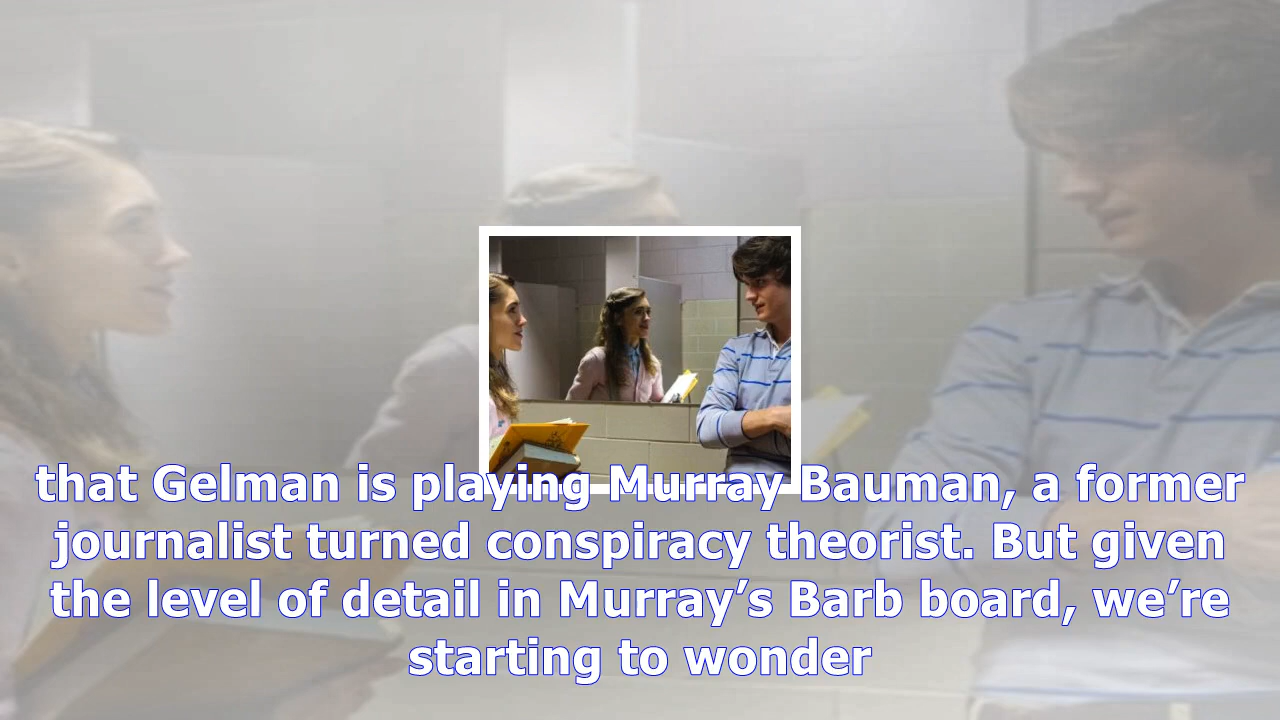 that Gelman is playing Murray Bauman, a former
journalist turned conspiracy theorist. But given
the level of detail in Murray’s Barb board, we’re
starting to wonder